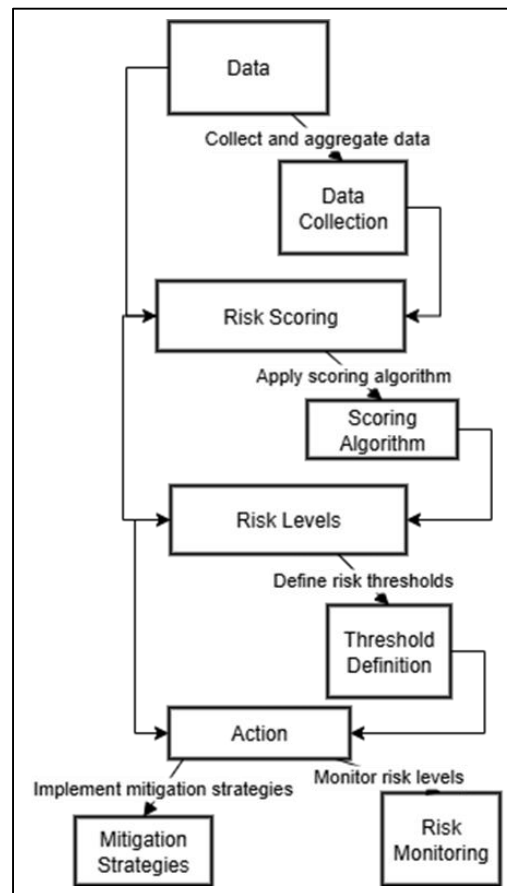 Data
Collect and aggregate data
Data
Collection
Risk Scoring
Apply scoring algorithm
Scoring
Algorithm
Risk Levels
Define risk thresholds
Threshold
Definition
Action
Implement mitigation strategies
Monitor risk levels
Mitigation
Strategies
Risk
Monitoring